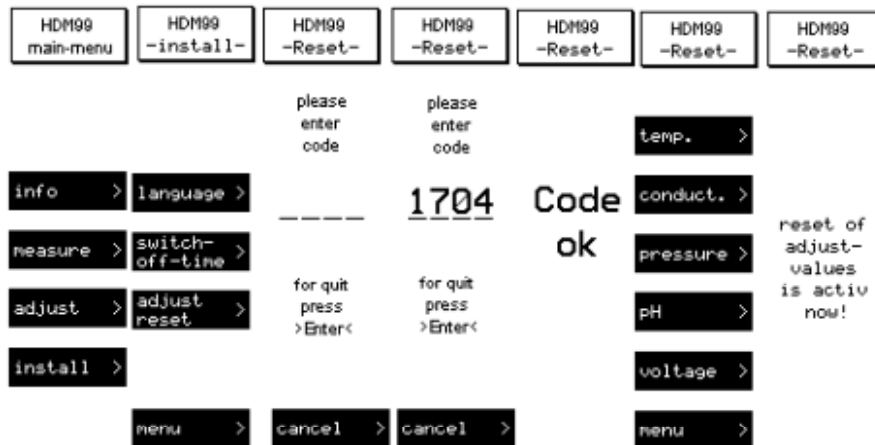 HDM99
main-menu
info >
measure >
adjust >
install >
HDM99
-install-
language >
switch-
off-time >
adjust
reset >
menu >
HDM99
-Reset-
please
enter
code
_ _ _ _
for quit
press
>Enter<
cancel >
HDM99
-Reset-
please
enter
code
1704
for quit
press
>Enter<
cancel >
HDM99
-Reset-
Code
ok
HDM99
-Reset-
temp. >
conduct. >
pressure >
pH >
voltage >
menu >
HDM99
-Reset-
reset of
adjust-
values
is activ
now!